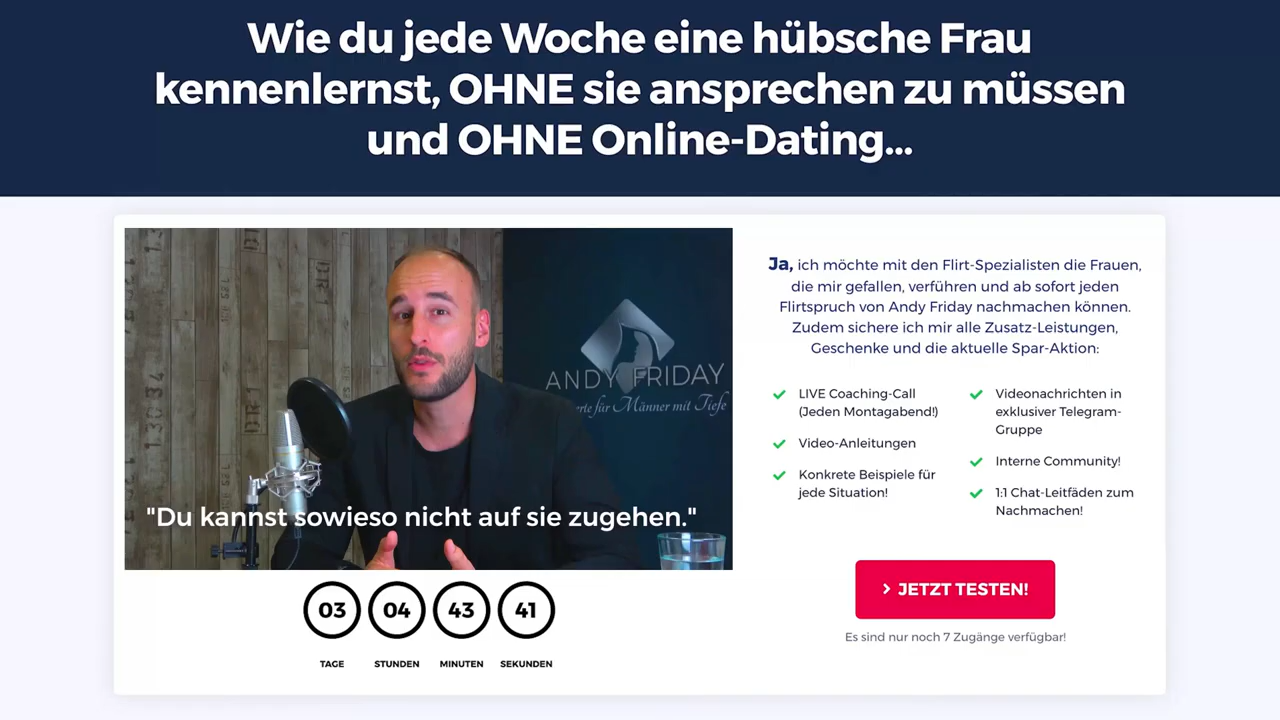 Wie du jede Woche eine hübsche Frau
kennenlernst, OHNE sie ansprechen zu müssen
und OHNE Online-Dating...
ANDY FRIDAY
für Männer mit Tiefe
"Du kannst sowieso nicht auf sie zugehen."
03 04 43 41
TAGE STUNDEN MINUTEN SEKUNDEN
Ja, ich möchte mit den Flirt-Spezialisten die Frauen,
die mir gefallen, verführen und ab sofort jeden
Flirtspruch von Andy Friday nachmachen können.
Zudem sichere ich mir alle Zusatz-Leistungen,
Geschenke und die aktuelle Spar-Aktion:
LIVE Coaching-Call
(Jeden Montagabend!)
Video-Anleitungen
Konkrete Beispiele für
jede Situation!
Videonachrichten in
exklusiver Telegram-
Gruppe
Interne Community!
1:1 Chat-Leitfäden zum
Nachmachen!
> JETZT TESTEN!
Es sind nur noch 7 Zugänge verfügbar!